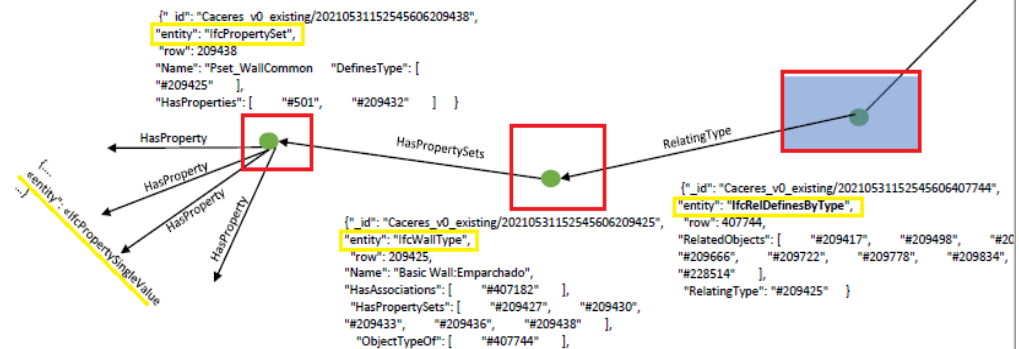 {"_id": "Caceres_v0_existing/20210531152545606209438",
"entity": "IfcPropertySet",
"row": 209438
"Name": "Pset_WallCommon "DefinesType": [
"#209425" ],
"HasProperties": [ "#501", "#209432" ] }
HasProperty
HasProperty
HasProperty
HasProperty
{....
«entity": «IfcPropertySingleValue
...}
HasPropertySets
RelatingType
{"_id": "Caceres_v0_existing/20210531152545606209425",
"entity": "IfcWallType",
"row": 209425,
"Name": "Basic Wall:Emparchado",
"HasAssociations": [ "#407182" ],
"HasPropertySets": [ "#209427", "#209430",
"#209433", "#209436", "#209438" ],
"ObjectTypeOf": [ "#407744" ],
{"_id": "Caceres_v0_existing/20210531152545606407744",
"entity": "IfcRelDefinesByType",
"row": 407744,
"RelatedObjects": [ "#209417", "#209498", "#20
"#209666", "#209722", "#209778", "#209834",
"#228514" ],
"RelatingType": "#209425" }